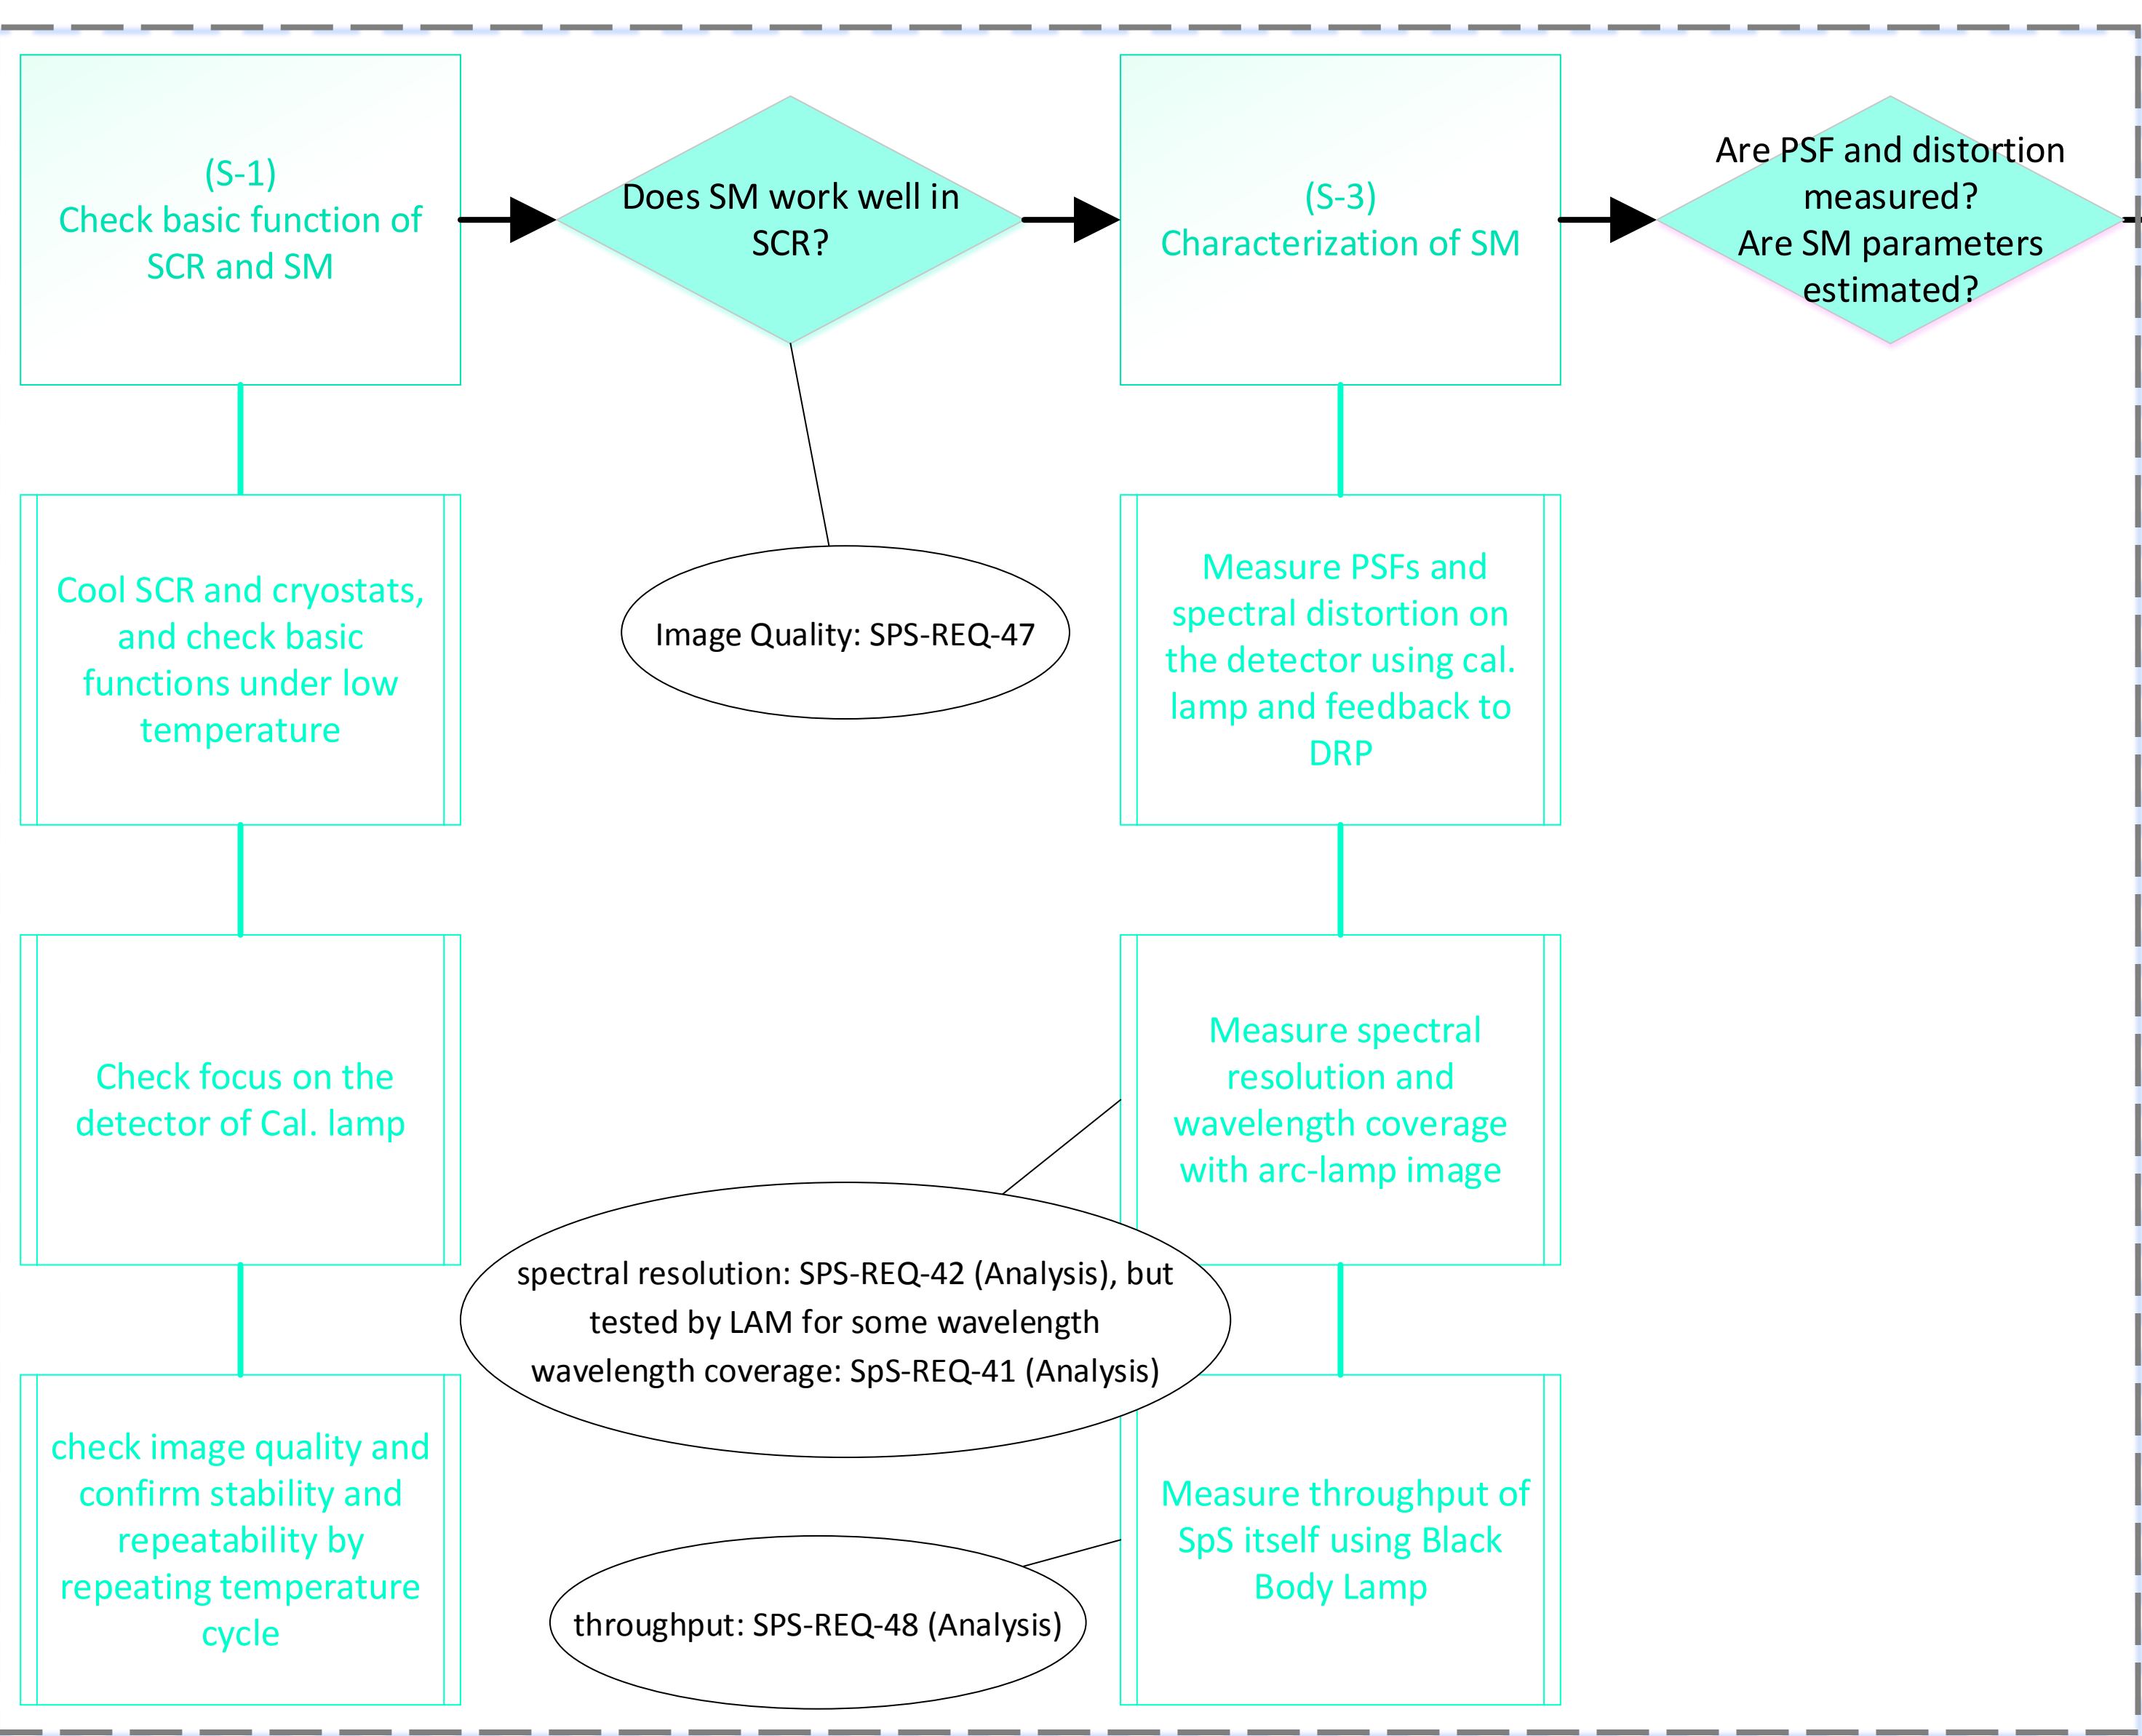 (S-1)
Check basic function of
SCR and SM
Does SM work well in
SCR?
(S-3)
Characterization of SM
Are PSF and distortion
measured?
Are SM parameters
estimated?
Cool SCR and cryostats,
and check basic
functions under low
temperature
Image Quality: SPS-REQ-47
Measure PSFs and
spectral distortion on
the detector using cal.
lamp and feedback to
DRP
Check focus on the
detector of Cal. lamp
Measure spectral
resolution and
wavelength coverage
with arc-lamp image
spectral resolution: SPS-REQ-42 (Analysis), but
tested by LAM for some wavelength
wavelength coverage: SpS-REQ-41 (Analysis)
check image quality and
confirm stability and
repeatability by
repeating temperature
cycle
throughput: SPS-REQ-48 (Analysis)
Measure throughput of
SpS itself using Black
Body Lamp